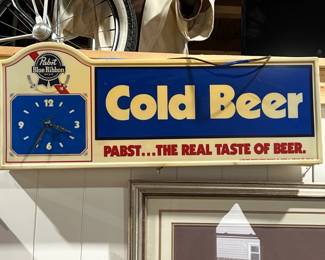 Pabst
Blue Ribbon
12
3
6
9
Cold Beer
PABST...THE REAL TASTE OF BEER.